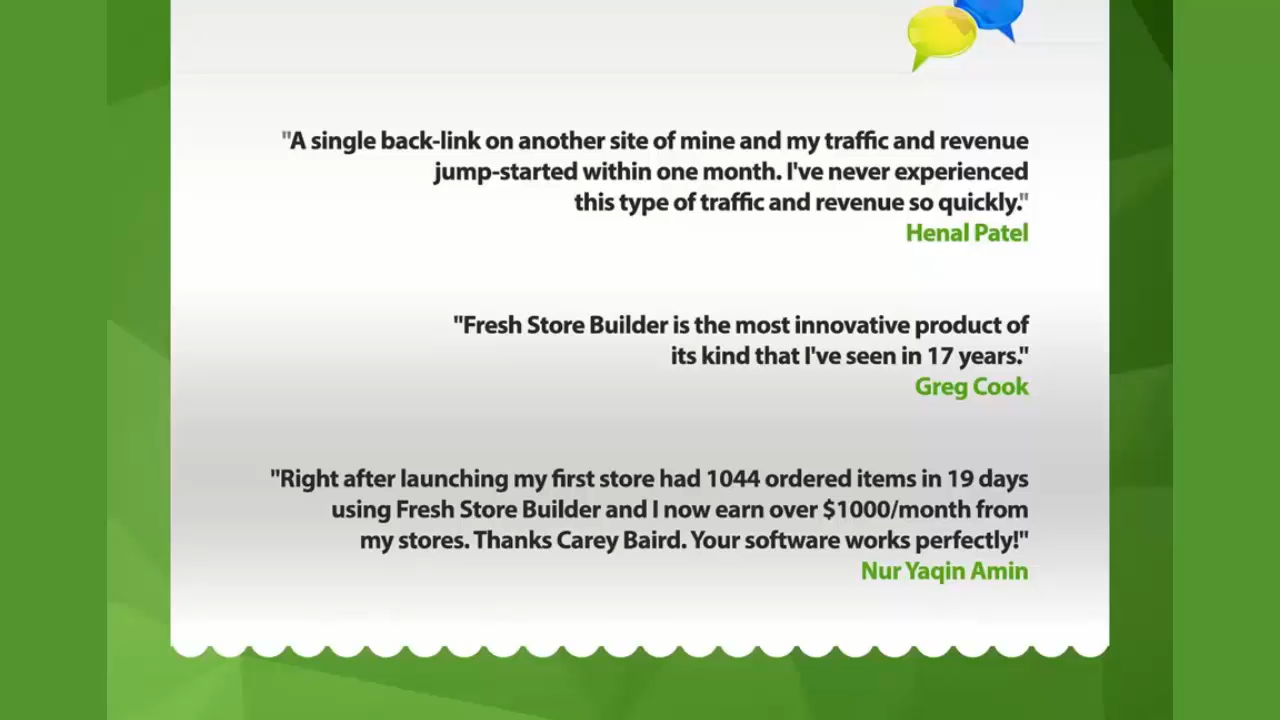 "A single back-link on another site of mine and my traffic and revenue
jump-started within one month. I've never experienced
this type of traffic and revenue so quickly."
Henal Patel
"Fresh Store Builder is the most innovative product of
its kind that I've seen in 17 years."
Greg Cook
"Right after launching my first store had 1044 ordered items in 19 days
using Fresh Store Builder and I now earn over $1000/month from
my stores. Thanks Carey Baird. Your software works perfectly!"
Nur Yaqin Amin